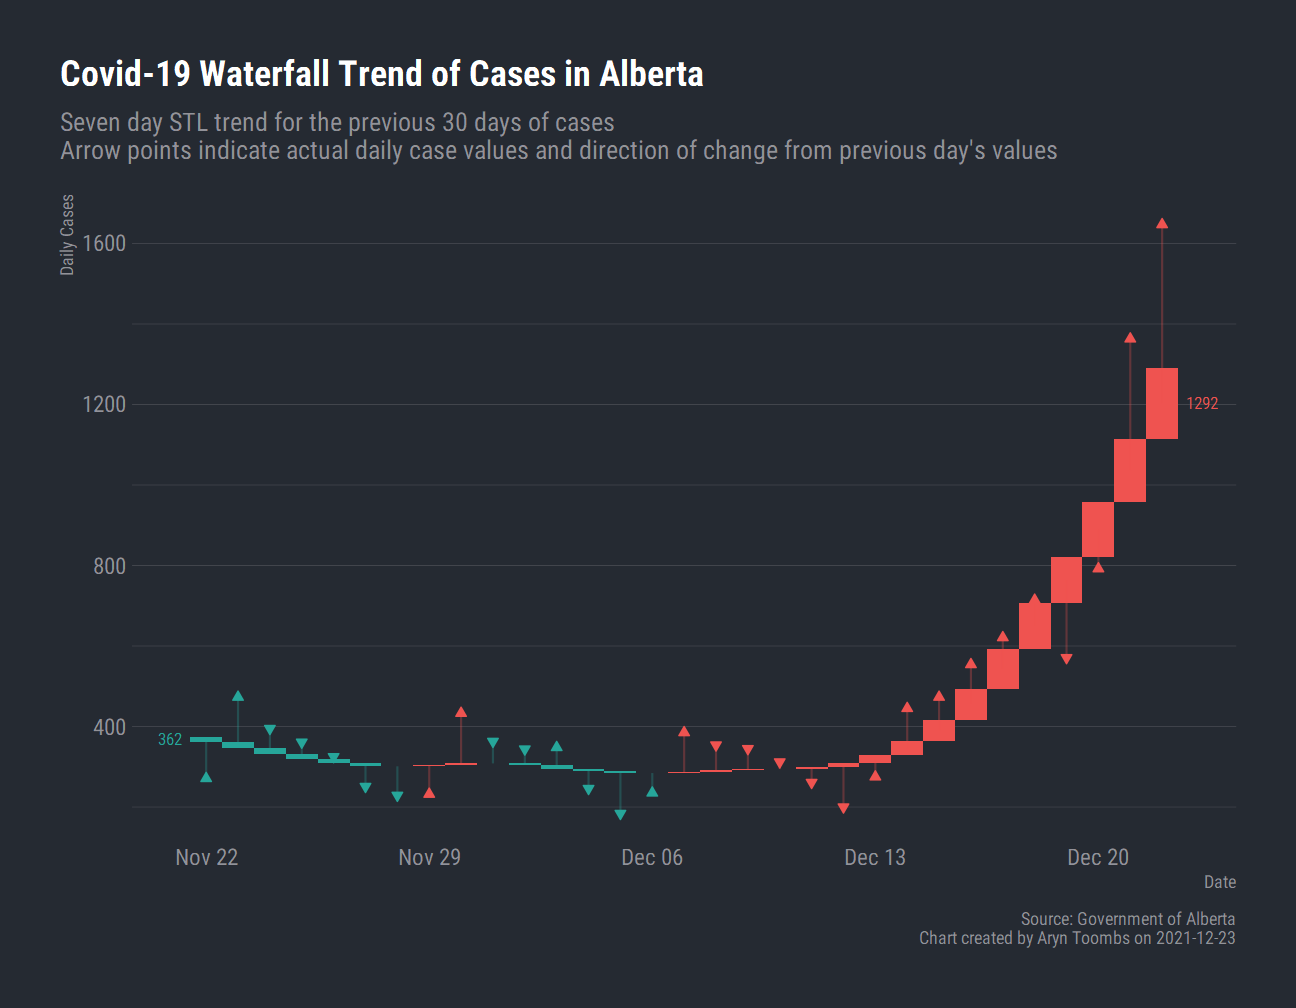 Covid-19 Waterfall Trend of Cases in Alberta
Seven day STL trend for the previous 30 days of cases
Arrow points indicate actual daily case values and direction of change from previous day's values
Daily Cases
1600
1200
800
400
362
1292
Nov 22
Nov 29
Dec 06
Dec 13
Dec 20
Date
Source: Government of Alberta
Chart created by Aryn Toombs on 2021-12-23